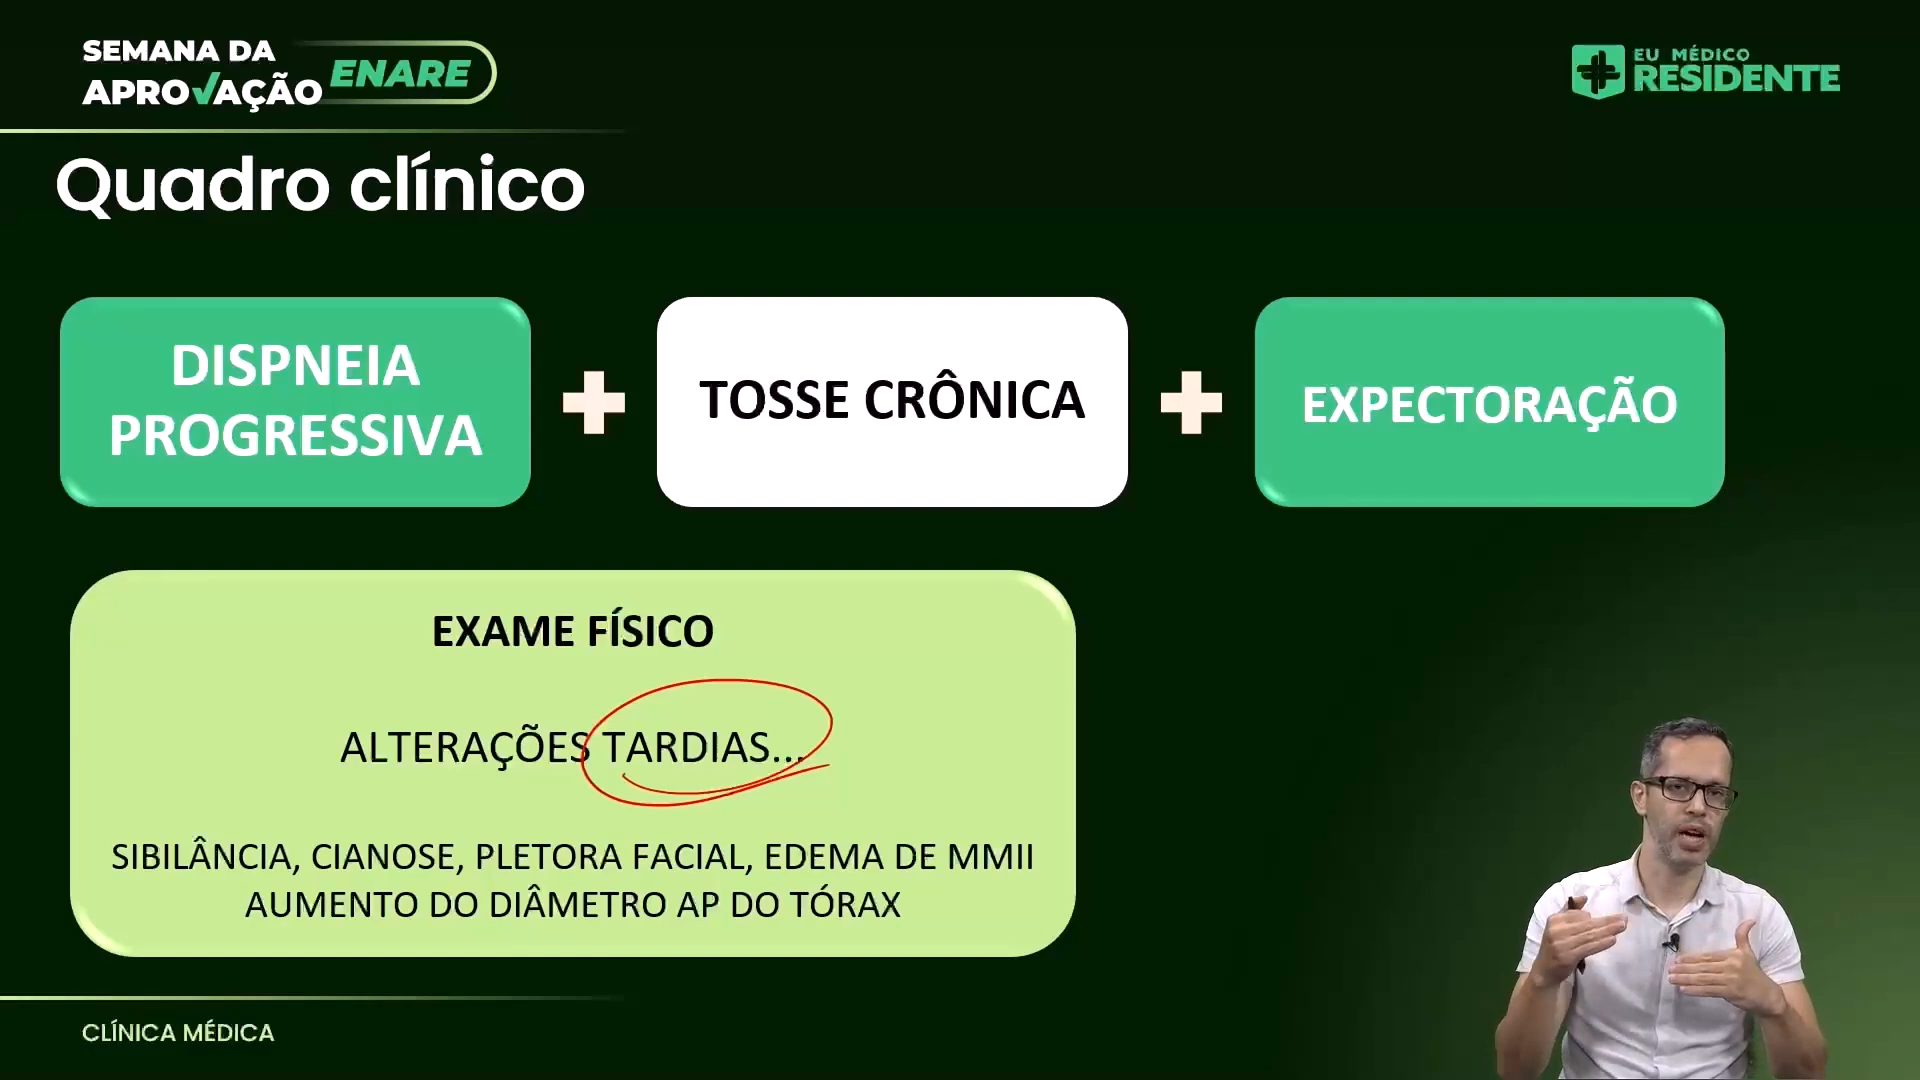 SEMANA DA
APROVAÇÃO ENARE
EU MÉDICO
RESIDENTE
Quadro clínico
DISPNEIA
PROGRESSIVA
TOSSE CRÔNICA
EXPECTORAÇÃO
EXAME FÍSICO
ALTERAÇÕES TARDIAS...
SIBILÂNCIA, CIANOSE, PLETORA FACIAL, EDEMA DE MMII
AUMENTO DO DIÂMETRO AP DO TÓRAX
CLÍNICA MÉDICA